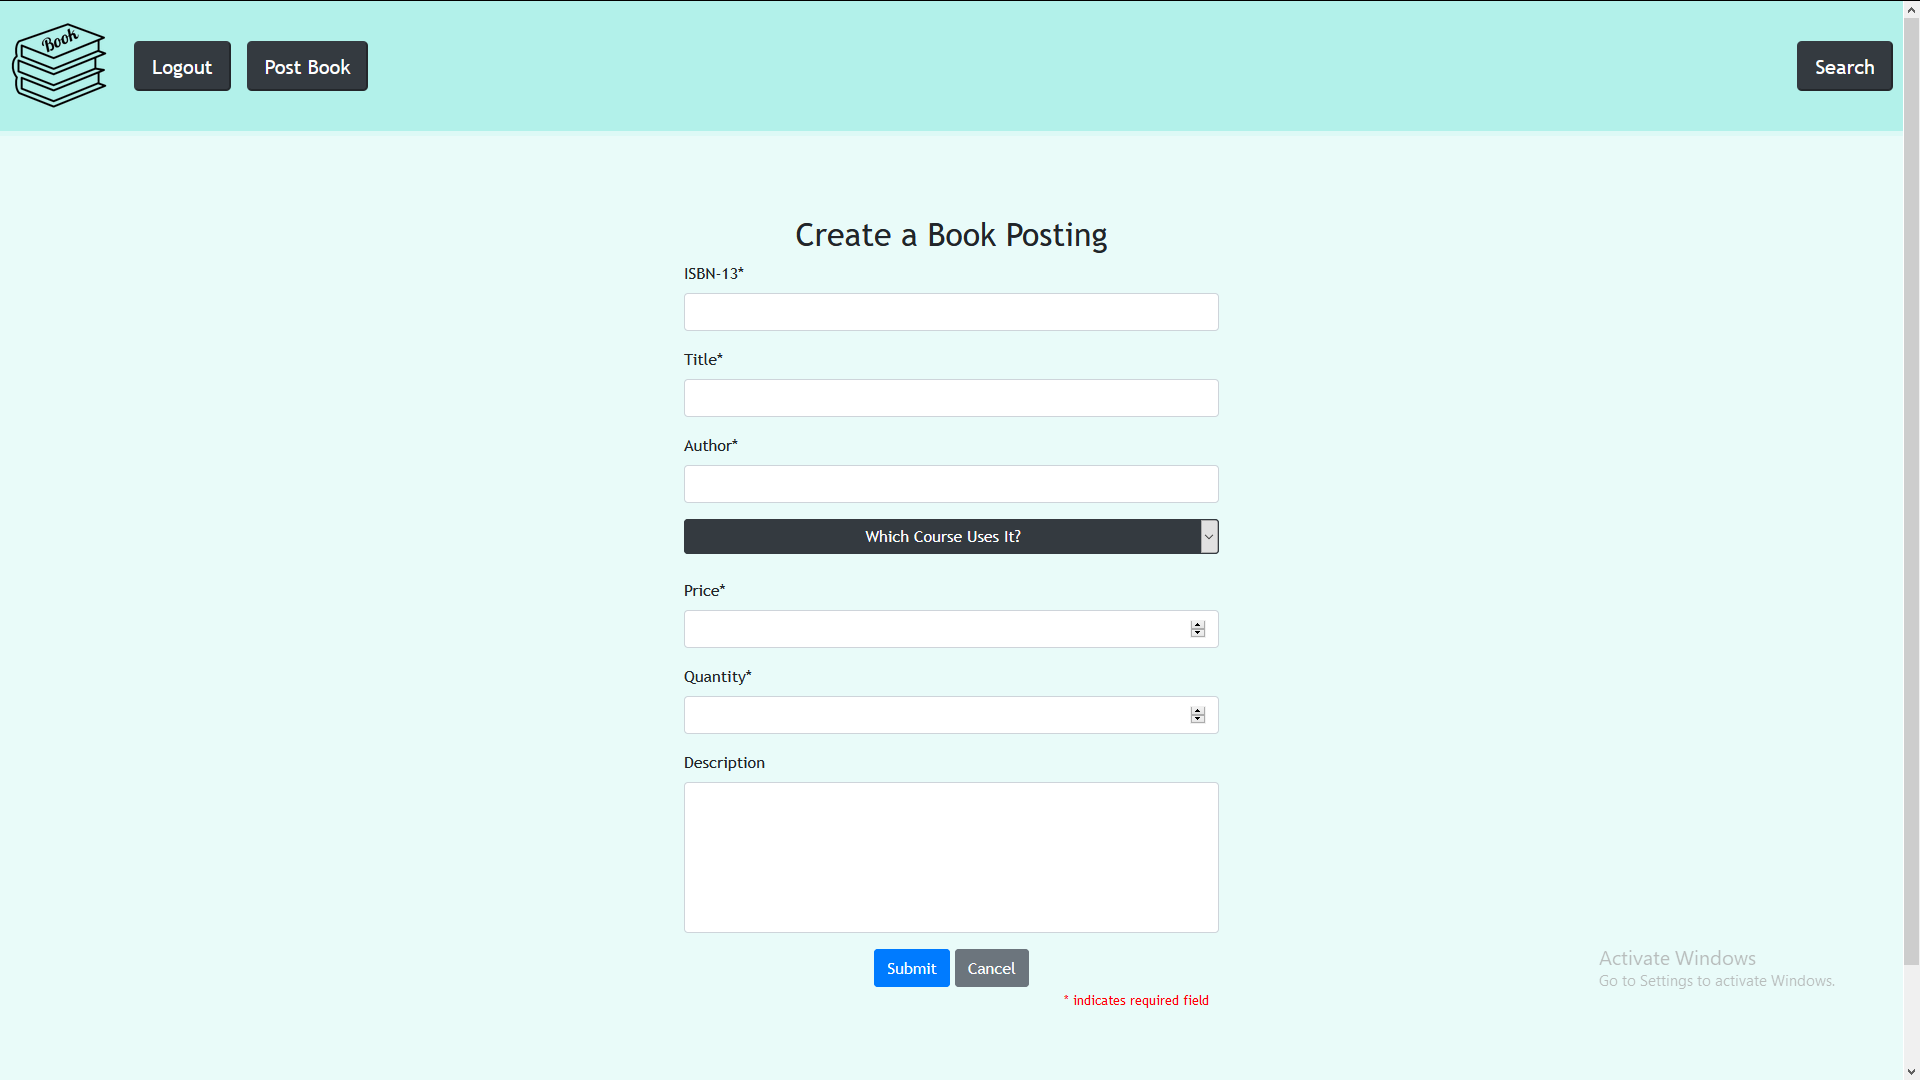 Book
Logout
Post Book
Search
Create a Book Posting
ISBN-13*
Title*
Author*
Which Course Uses It?
Price*
Quantity*
Description
Submit
Cancel
* indicates required field
Activate Windows
Go to Settings to activate Windows.